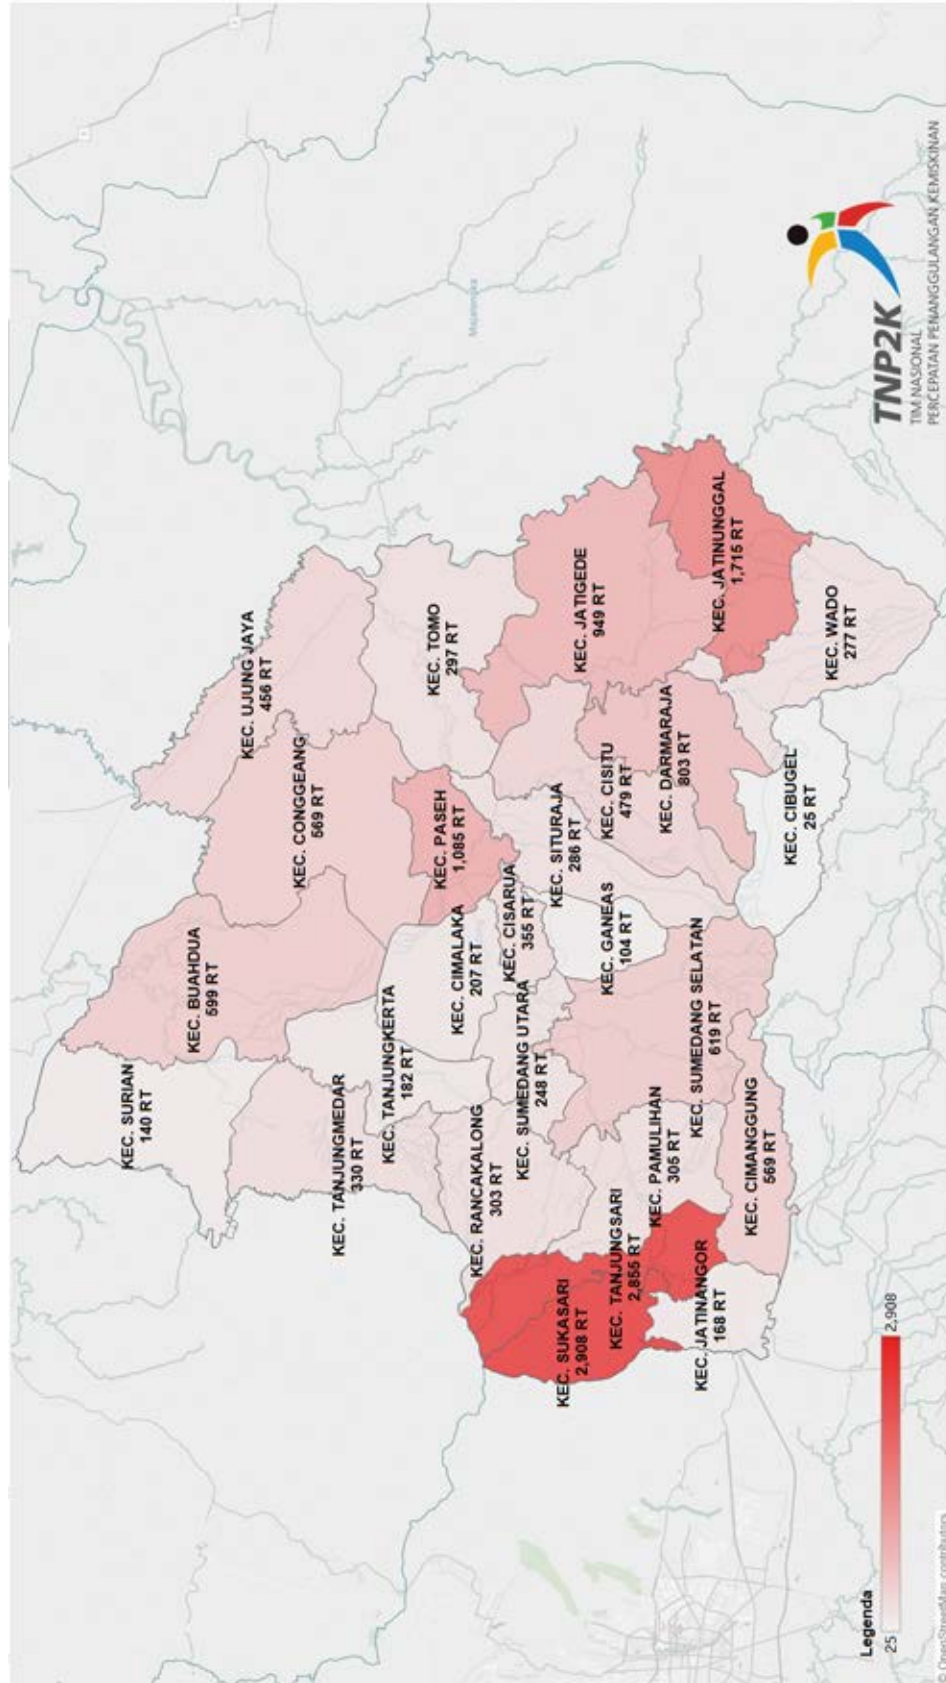 KEC. SURIAN
140 RT
KEC. BUAHDUA
599 RT
KEC. UJUNG JAYA
456 RT
KEC. CONGGEANG
569 RT
KEC. TANJUNGMEDAR
330 RT
KEC. TANJUNGKERTA
182 RT
KEC. TOMO
297 RT
KEC. PASEH
1,085 RT
KEC. CIMALAKA
207 RT
KEC. RANCAKALONG
303 RT
KEC. CISARUA
355 RT
KEC. SUMEDANG UTARA
248 RT
KEC. SITURAJA
286 RT
KEC. JATIGEDE
949 RT
KEC. SUKASARI
2,908 RT
KEC. TANJUNGSARI
2,855 RT
KEC. GANEAS
104 RT
KEC. CISITU
479 RT
KEC. PAMULIHAN
305 RT
KEC. DARMARAJA
803 RT
KEC. JATINANGOR
168 RT
KEC. SUMEDANG SELATAN
619 RT
KEC. JATINUNGGAL
1,715 RT
KEC. CIMANGGUNG
569 RT
KEC. CIBUGEL
25 RT
KEC. WADO
277 RT
Majalengka
Legenda
25
2,908
© OpenStreetMap contributors
TNP2K
TIM NASIONAL
PERCEPATAN PENANGGULANGAN KEMISKINAN